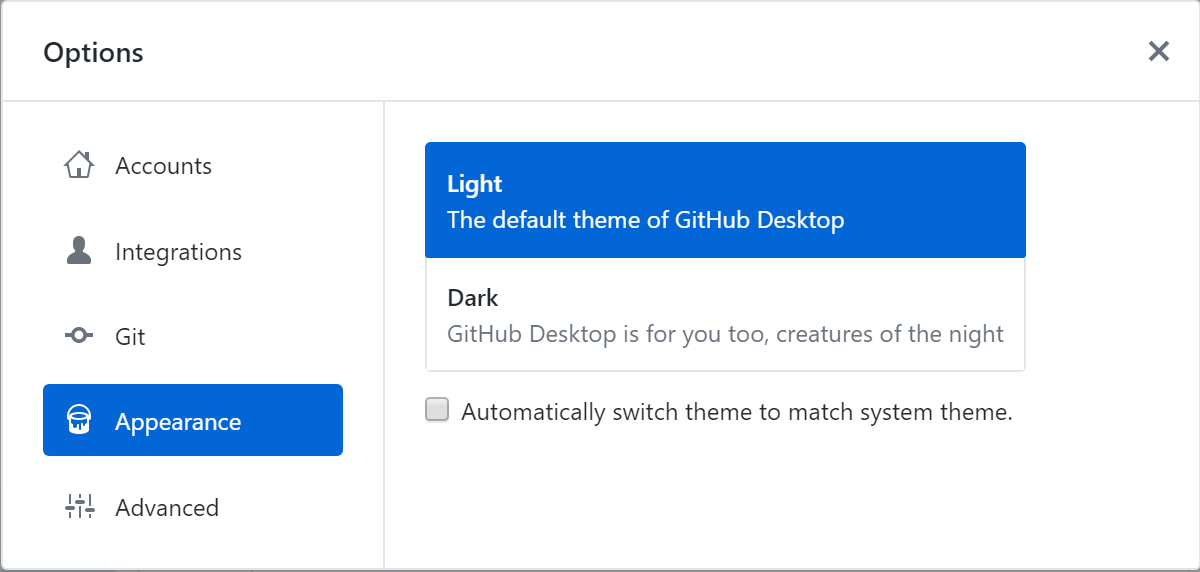 Options
Accounts
Integrations
Git
Appearance
Advanced
Light
The default theme of GitHub Desktop
Dark
GitHub Desktop is for you too, creatures of the night
Automatically switch theme to match system theme.